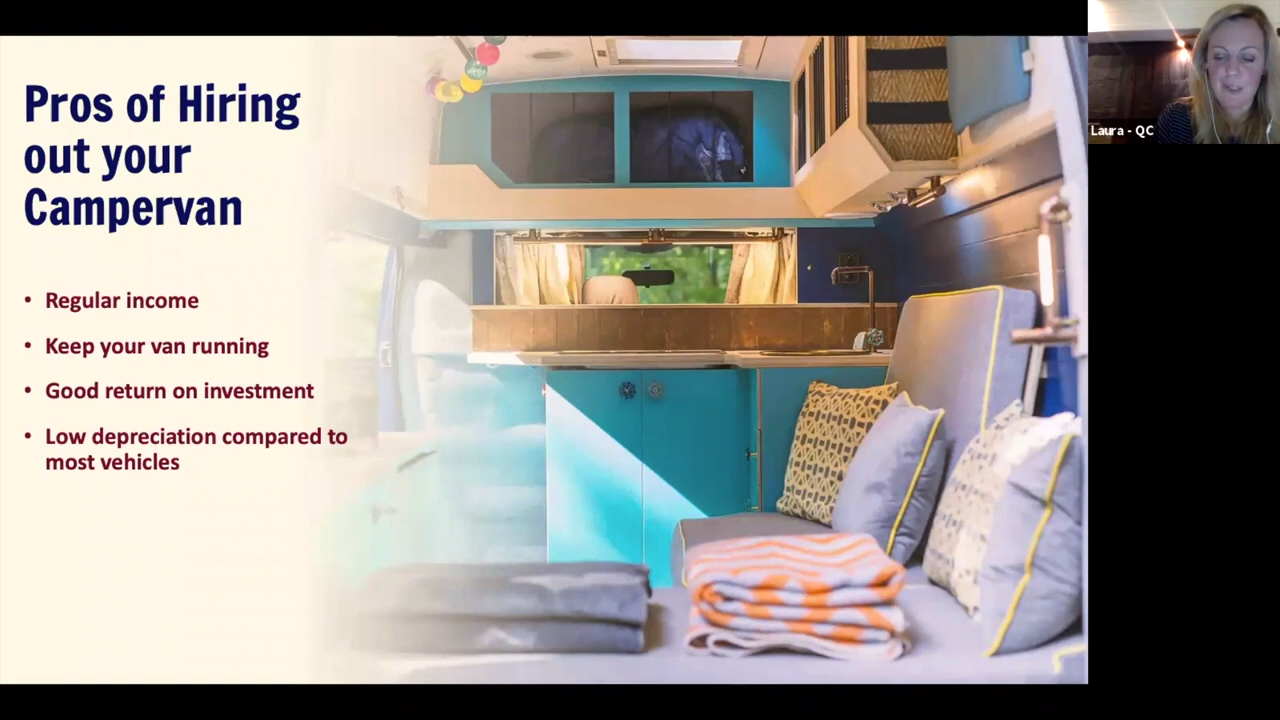 Pros of Hiring
out your
Campervan
• Regular income
• Keep your van running
• Good return on investment
• Low depreciation compared to
most vehicles
Laura - QC